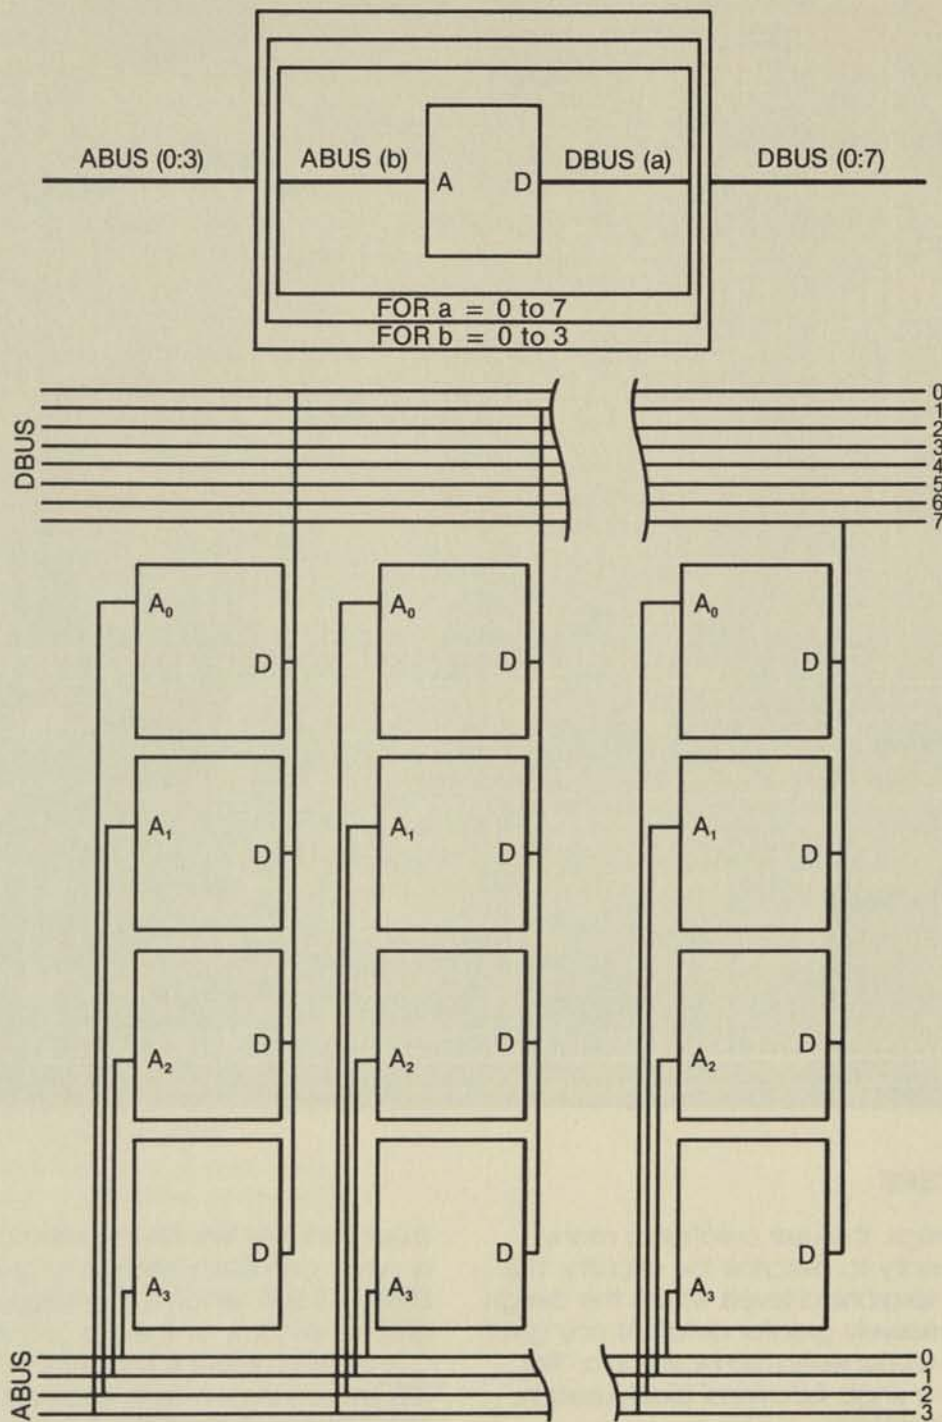 ABUS (0:3) ABUS (b) A D DBUS (a) DBUS (0:7)
FOR a = 0 to 7
FOR b = 0 to 3
DBUS
0
1
2
3
4
5
6
7
A₀ A₀ A₀
D D D
A₁ A₁ A₁
D D D
A₂ A₂ A₂
D D D
D D D
A₃ A₃ A₃
ABUS
0
1
2
3